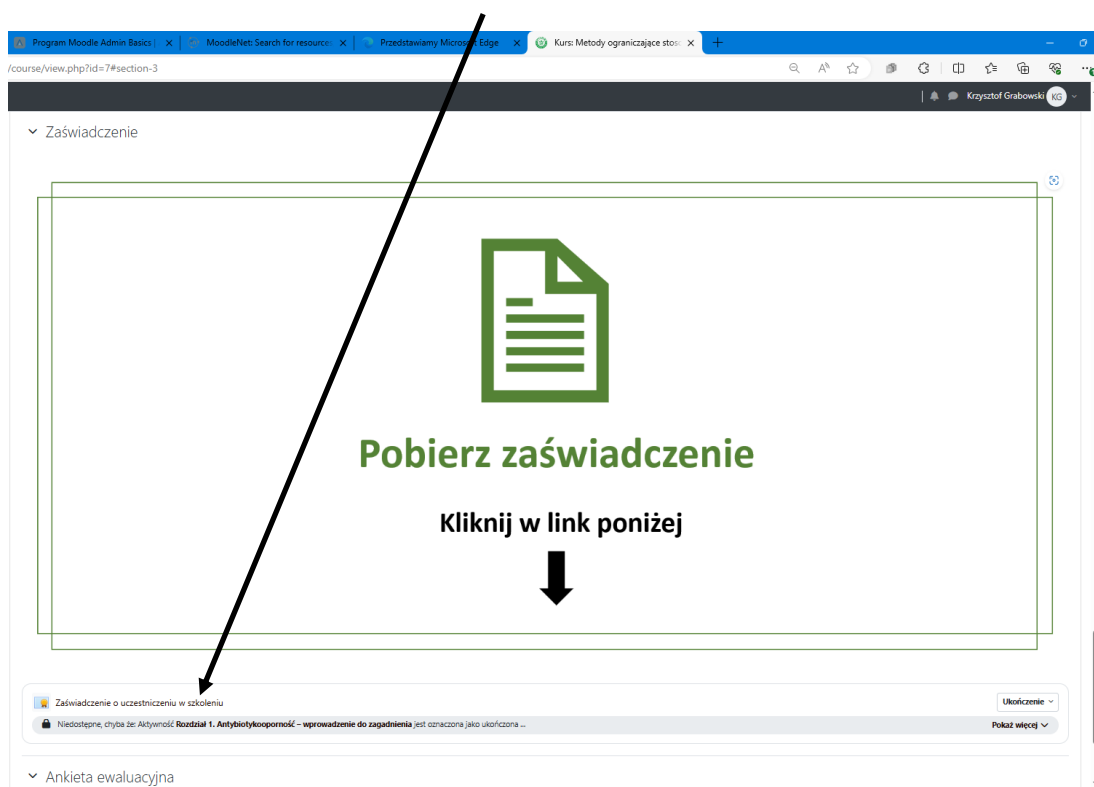 Program Moodle Admin Basics |
MoodleNet: Search for resources
Przedstawiamy Microsoft Edge
Kurs: Metody ograniczające stos
/course/view.php?id=7#section-3
Krzysztof Grabowski KG
Zaświadczenie
Pobierz zaświadczenie
Kliknij w link poniżej
Zaświadczenie o uczestniczeniu w szkoleniu
Ukończenie
Niedostępne, chyba że: Aktywność Rozdział 1. Antybiotykooporność – wprowadzenie do zagadnienia jest oznaczona jako ukończona ...
Pokaż więcej
Ankieta ewaluacyjna